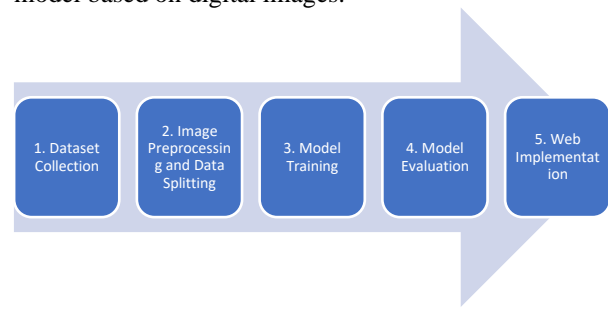 model based on digital images.
1. Dataset
Collection
2. Image
Preprocessin
g and Data
Splitting
3. Model
Training
4. Model
Evaluation
5. Web
Implementat
ion